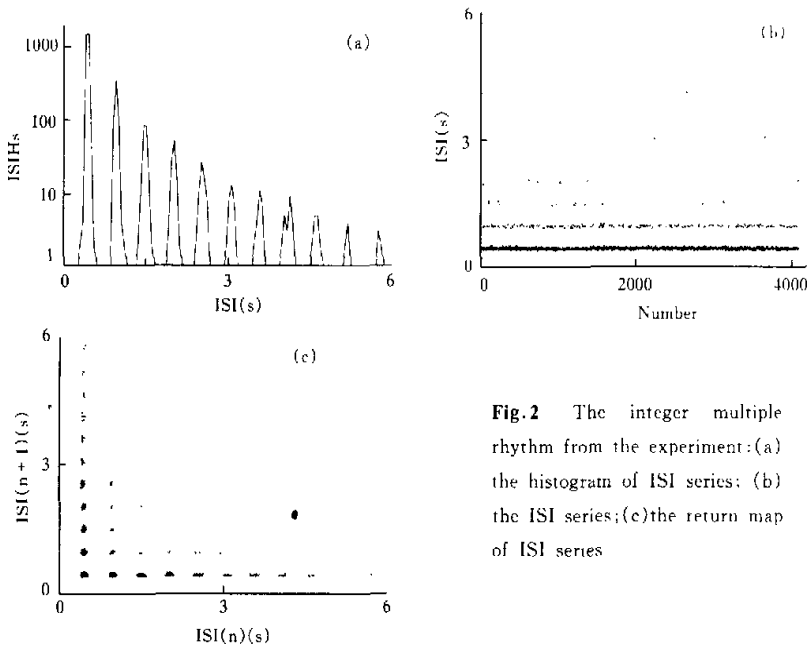 (a)
1000
100
10
1
ISIHs
0 3 6
ISI(s)
(b)
6
3
0
ISI(s)
0 2000 4000
Number
(c)
6
3
0
ISI(n+1)(s)
0 3 6
ISI(n)(s)
Fig.2 The integer multiple
rhythm from the experiment:(a)
the histogram of ISI series; (b)
the ISI series;(c)the return map
of ISI series